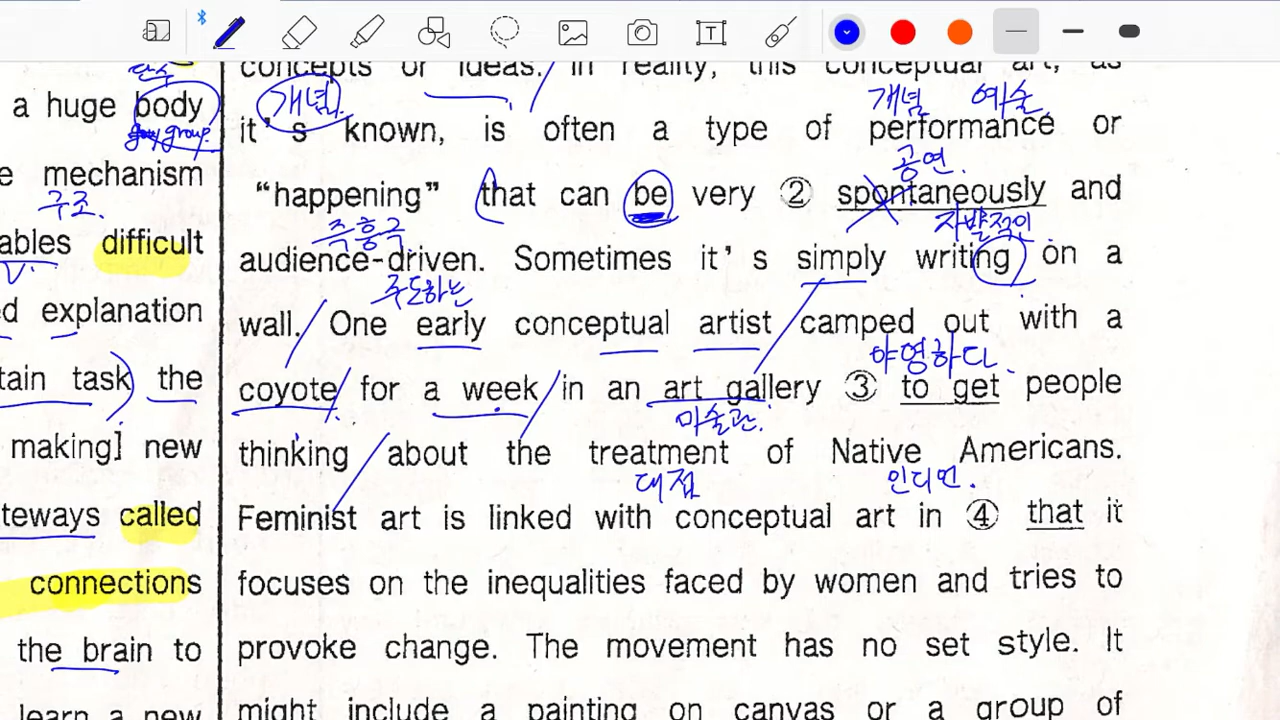 concepts or ideas. In reality, this conceptual art, as
개념 예술
it's known, is often a type of performance or
개념
공연
"happening" that can be very ② spontaneously and
즉흥극 자발적인
audience-driven. Sometimes it's simply writing on a
주도하는
wall. One early conceptual artist camped out with a
야영하다
coyote for a week in an art gallery ③ to get people
미술관
thinking about the treatment of Native Americans.
대접 인디언
Feminist art is linked with conceptual art in ④ that it
focuses on the inequalities faced by women and tries to
provoke change. The movement has no set style. It
might include a painting on canvas or a group of
단수
a huge body
group
e mechanism
구조
ables difficult
V
ed explanation
tain task the
making] new
teways called
connections
the brain to
learn a new
T